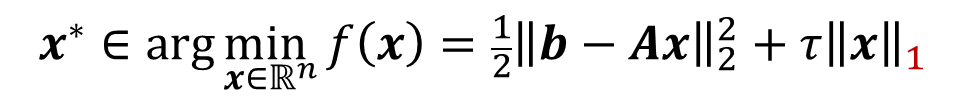 𝒙* ∈ arg min_{𝒙∈ℝⁿ} f(𝒙) = ½‖𝒃 − 𝑨𝒙‖₂² + τ‖𝒙‖₁